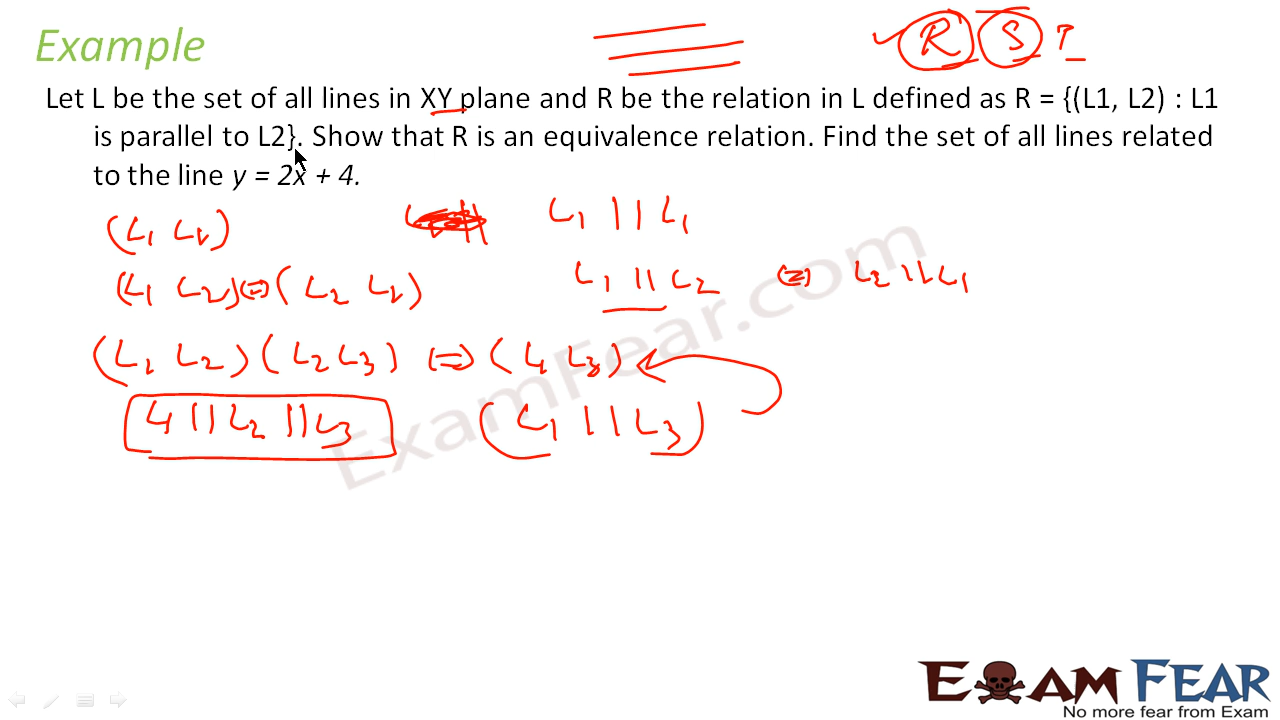 Example
R S T
Let L be the set of all lines in XY plane and R be the relation in L defined as R = {(L1, L2) : L1
is parallel to L2}. Show that R is an equivalence relation. Find the set of all lines related
to the line y = 2x + 4.
(L1 L1) L1 || L1
(L1 L2) ⇔ (L2 L1) L1 || L2 ⇔ L2 || L1
(L1 L2) (L2 L3) ⇒ (L1 L3)
L1 || L2 || L3 (L1 || L3)
ExamFear.com
EXAM FEAR
No more fear from Exam